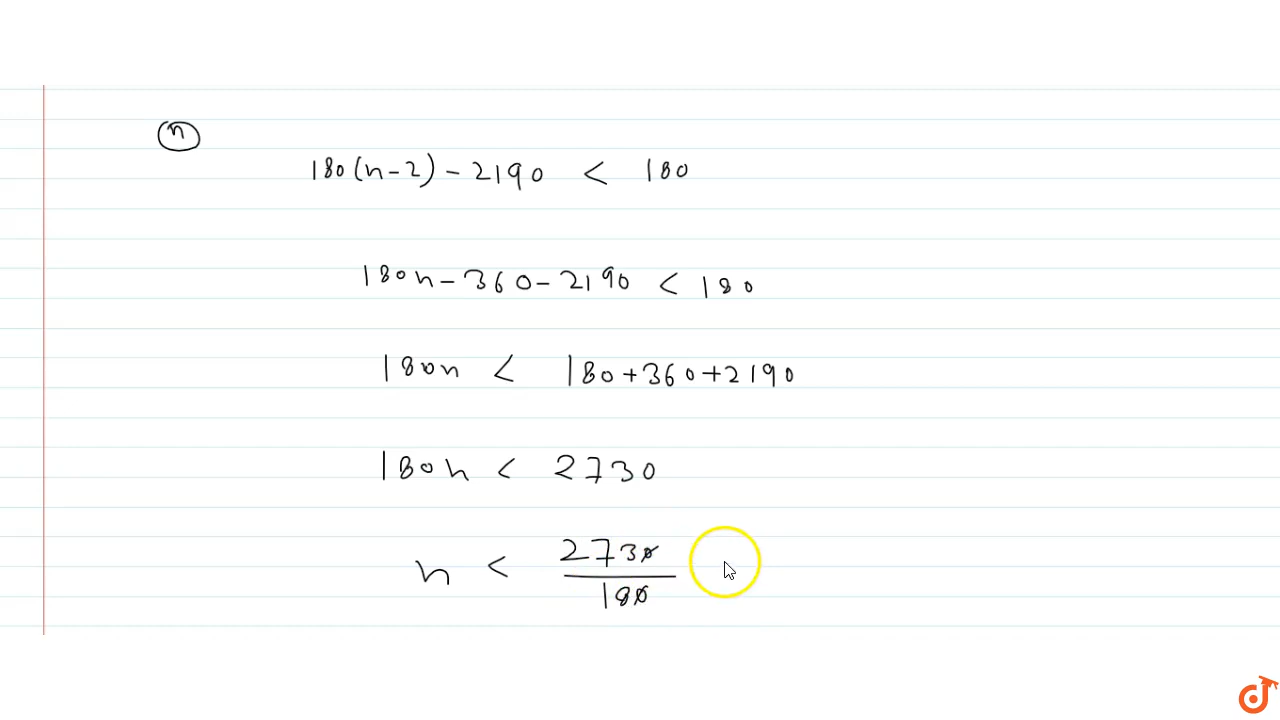 n
180(n-2) - 2190 < 180
180n - 360 - 2190 < 180
180n < 180+360+2190
180n < 2730
n < 2730
180